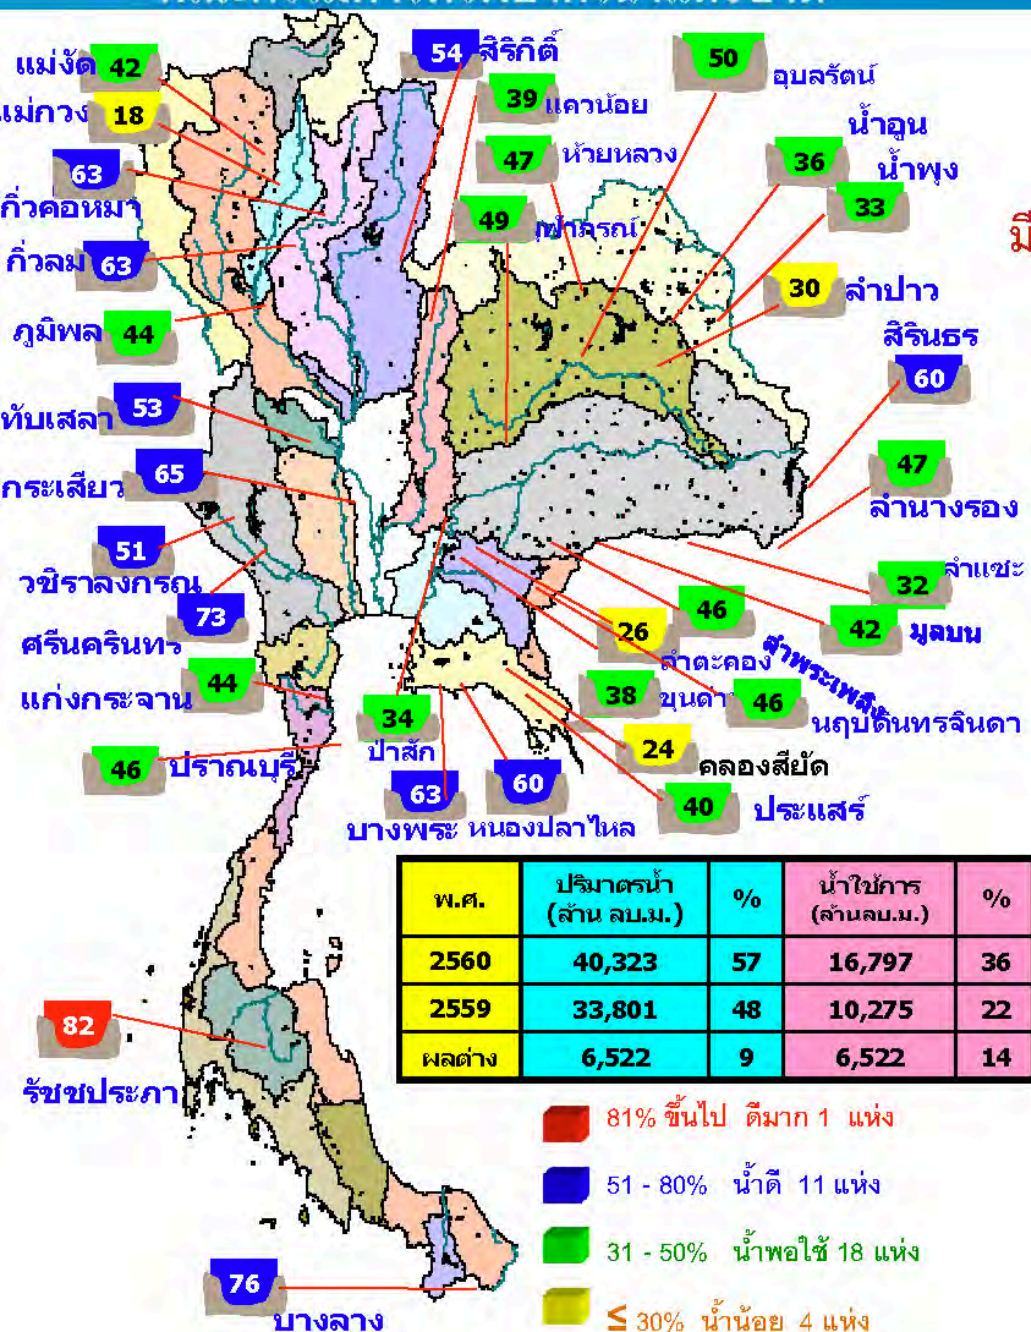 54 สิริกิติ์
แม่งัด 42
50 อุบลรัตน์
39 แควน้อย
แม่กวง 18
น้ำอูน
47 ห้วยหลวง
36 น้ำพุง
63
กิ่วคอหมา
33
49
มี
กิ่วลม 63
30 ลำปาว
ภูมิพล 44
สิรินธร
60
ทับเสลา 53
47
กระเสียว 65
ลำนางรอง
51
วชิราลงกรณ
32 ลำแซะ
73
ศรีนครินทร
26 46
42 มูลบน
ลำตะคอง
ลำพระเพลิง
แก่งกระจาน 44
38 ขุนด่า
46 นฤบดินทรจินดา
34
ป่าสัก
46 ปราณบุรี
24 คลองสียัด
63
บางพระ
60
หนองปลาไหล
40 ประแสร์
พ.ศ. ปริมาตรน้ำ (ล้าน ลบ.ม.) % น้ำใช้การ (ล้านลบ.ม.) %
2560 40,323 57 16,797 36
2559 33,801 48 10,275 22
ผลต่าง 6,522 9 6,522 14
82
รัชชประภา
81% ขึ้นไป ดีมาก 1 แห่ง
51 - 80% น้ำดี 11 แห่ง
31 - 50% น้ำพอใช้ 18 แห่ง
≤ 30% น้ำน้อย 4 แห่ง
76
บางลาง